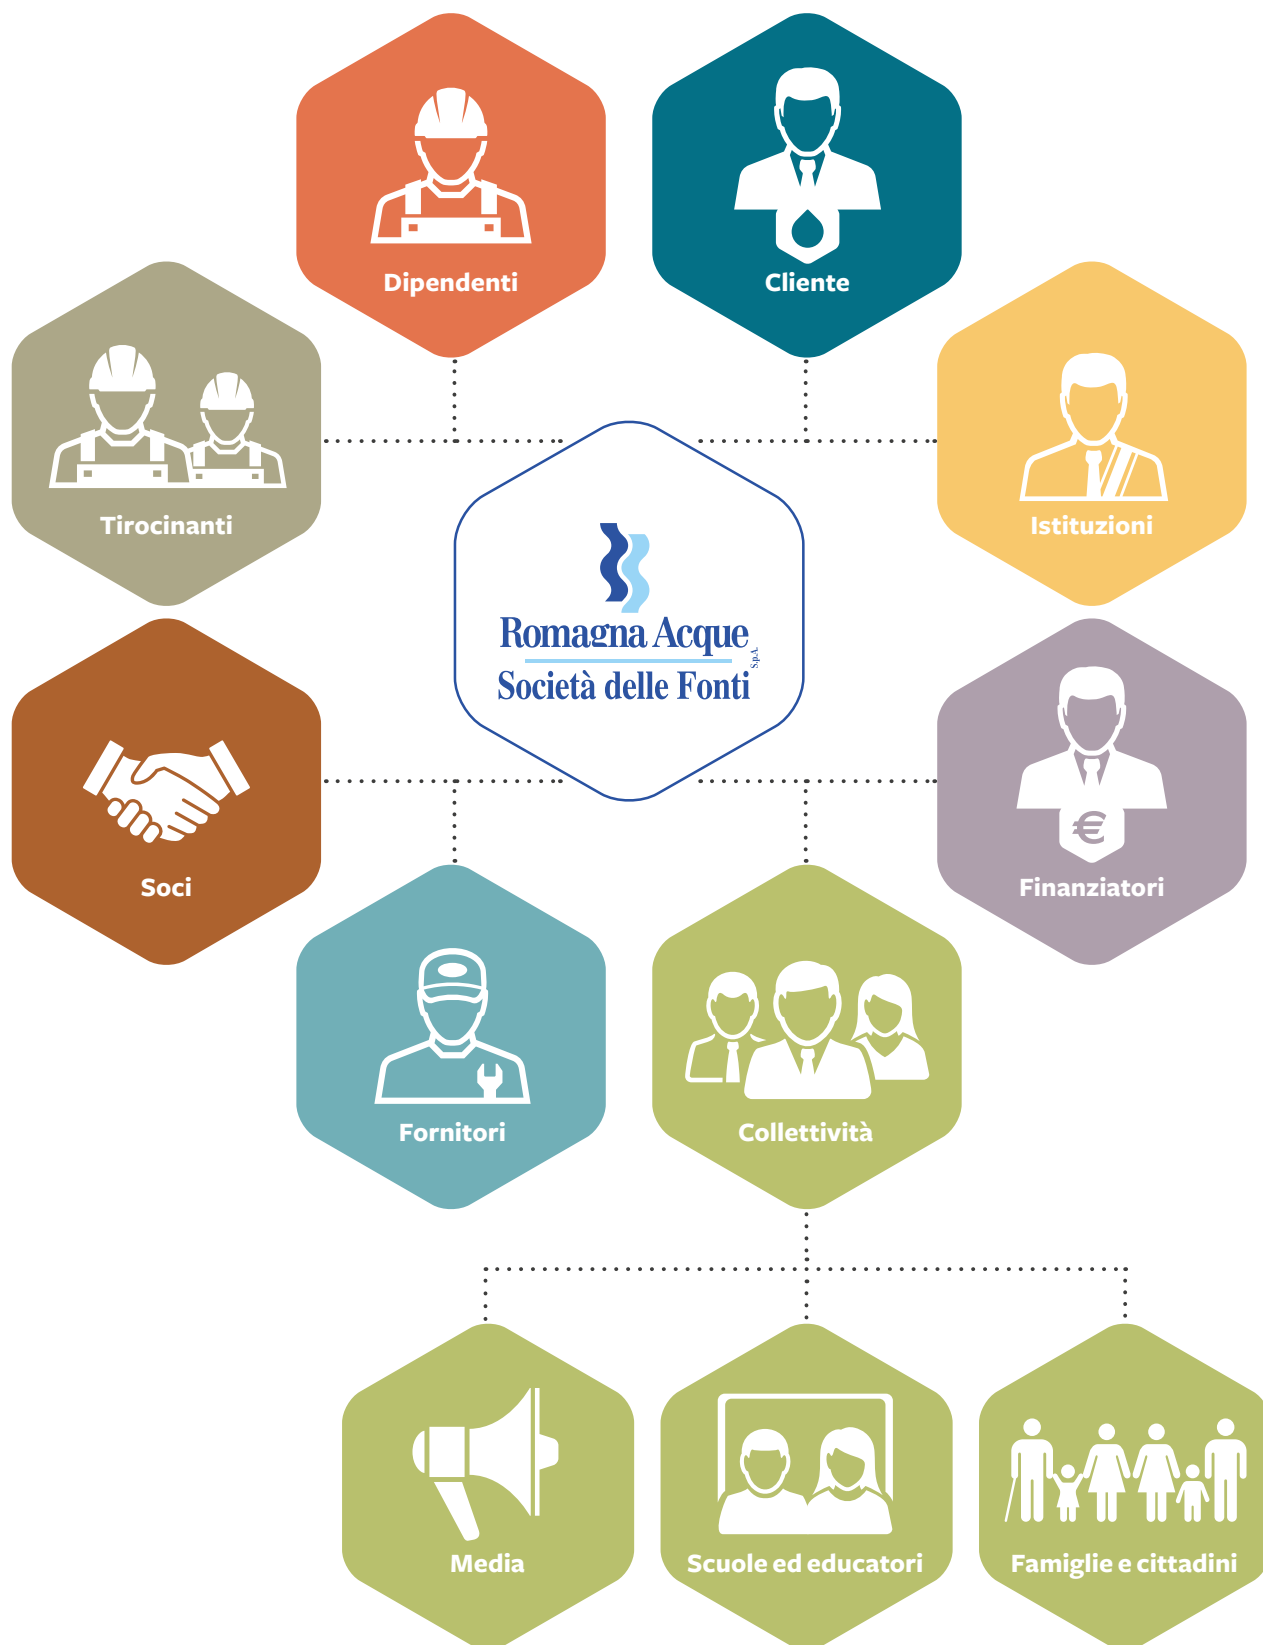 Dipendenti
Cliente
Tirocinanti
Istituzioni
Romagna Acque
Società delle Fonti
S.p.A.
Soci
Finanziatori
€
Fornitori
Collettività
Media
Scuole ed educatori
Famiglie e cittadini